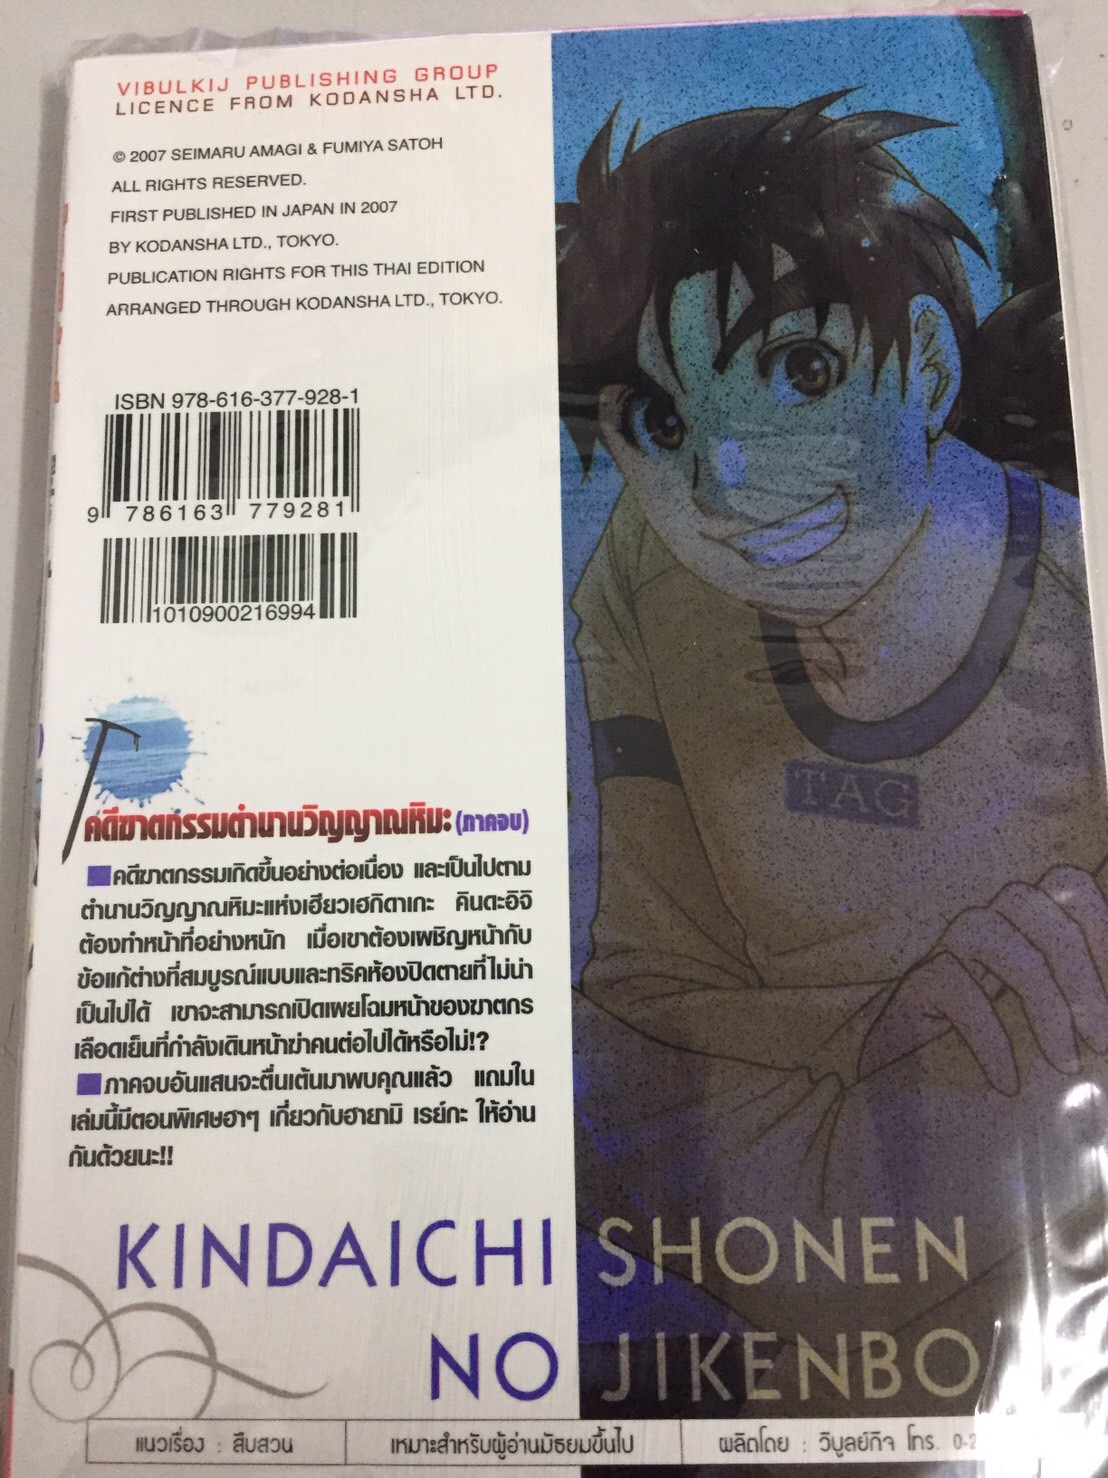 VIBULKIJ PUBLISHING GROUP
LICENCE FROM KODANSHA LTD.
© 2007 SEIMARU AMAGI & FUMIYA SATOH
ALL RIGHTS RESERVED.
FIRST PUBLISHED IN JAPAN IN 2007
BY KODANSHA LTD., TOKYO.
PUBLICATION RIGHTS FOR THIS THAI EDITION
ARRANGED THROUGH KODANSHA LTD., TOKYO.
ISBN 978-616-377-928-1
9 786163 779281
1010900216994
TAG
คดีฆาตกรรมตำนานวิญญาณหิมะ (ภาคจบ)
คดีฆาตกรรมเกิดขึ้นอย่างต่อเนื่อง และเป็นไปตาม
ตำนานวิญญาณหิมะแห่งเฮียวเฮกิดาเกะ คินดะอิจิ
ต้องทำหน้าที่อย่างหนัก เมื่อเขาต้องเผชิญหน้ากับ
ข้อแก้ต่างที่สมบูรณ์แบบและทริคห้องปิดตายที่ไม่น่า
เป็นไปได้ เขาจะสามารถเปิดเผยโฉมหน้าของฆาตกร
เลือดเย็นที่กำลังเดินหน้าฆ่าคนต่อไปได้หรือไม่!?
ภาคจบอันแสนจะตื่นเต้นมาพบคุณแล้ว แถมใน
เล่มนี้มีตอนพิเศษฮาๆ เกี่ยวกับฮายามิ เรย์กะ ให้อ่าน
กันด้วยนะ!!
KINDAICHI SHONEN
NO JIKENBO
แนวเรื่อง : สืบสวน
เหมาะสำหรับผู้อ่านมัธยมขึ้นไป
ผลิตโดย : วิบูลย์กิจ โทร. 0-2